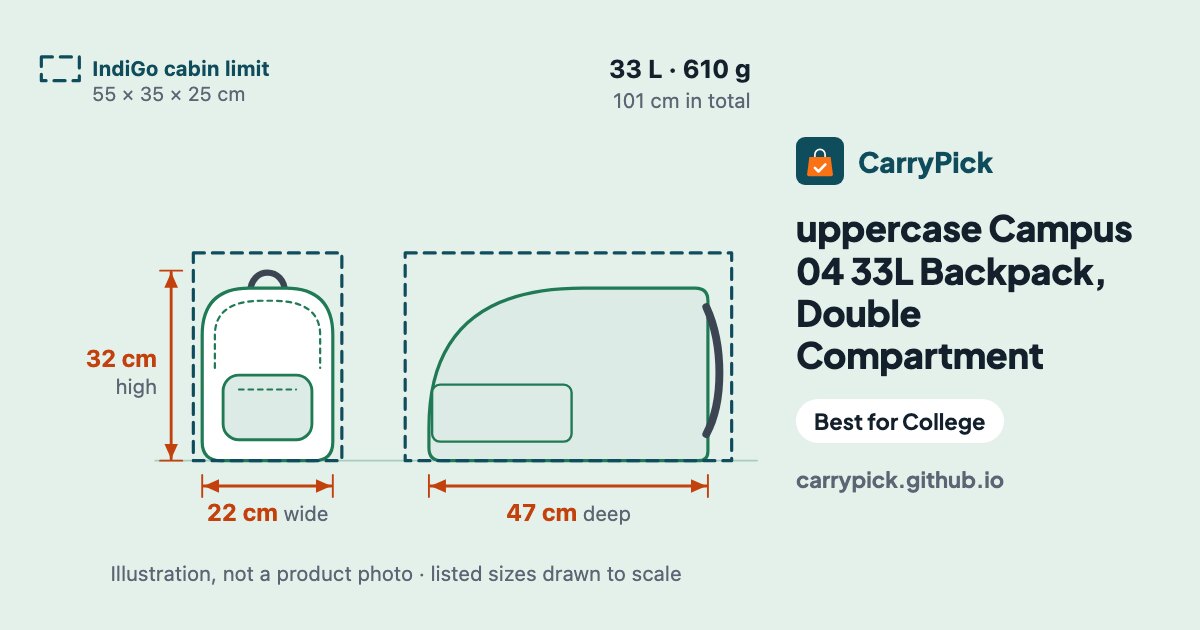 IndiGo cabin limit
55 × 35 × 25 cm
33 L · 610 g
101 cm in total
32 cm
high
22 cm wide
47 cm deep
Illustration, not a product photo · listed sizes drawn to scale
CarryPick
uppercase Campus
04 33L Backpack,
Double
Compartment
Best for College
carrypick.github.io